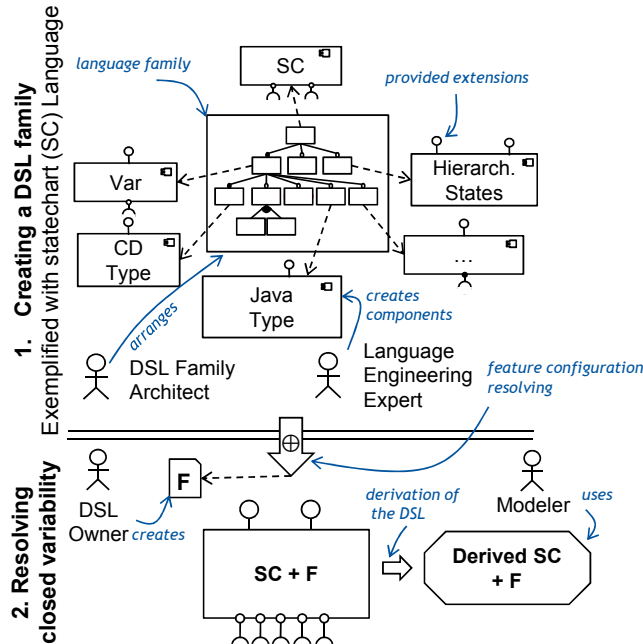 1. Creating a DSL family
Exemplified with statechart (SC) Language
language family
SC
provided extensions
Var
Hierarch.
States
CD
Type
...
Java
Type
arranges
creates
components
DSL Family
Architect
Language
Engineering
Expert
feature configuration
resolving
2. Resolving
closed variability
DSL
Owner
creates
F
derivation of
the DSL
Modeler
uses
SC + F
Derived SC
+ F